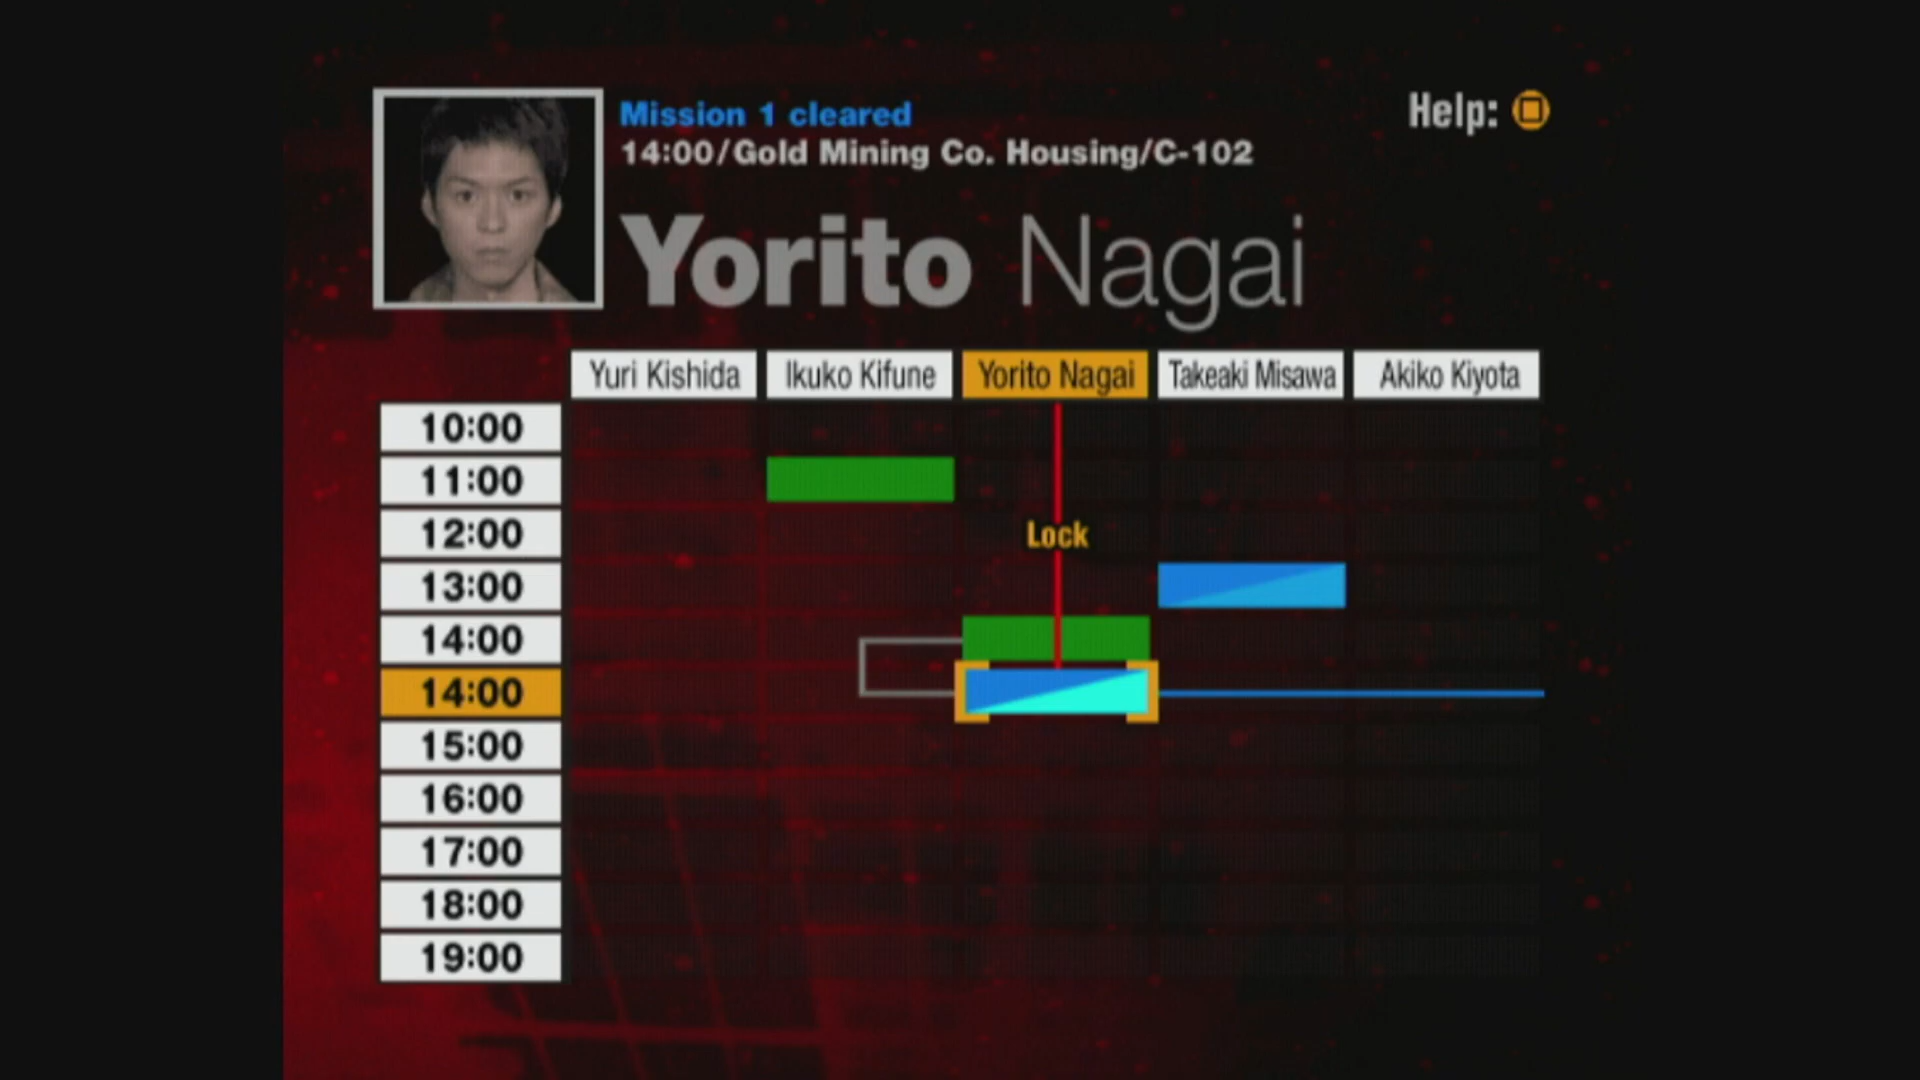 Mission 1 cleared
Help:
14:00/Gold Mining Co. Housing/C-102
Yorito Nagai
Yuri Kishida
Ikuko Kifune
Yorito Nagai
Takeaki Misawa
Akiko Kiyota
10:00
11:00
12:00
Lock
13:00
14:00
14:00
15:00
16:00
17:00
18:00
19:00